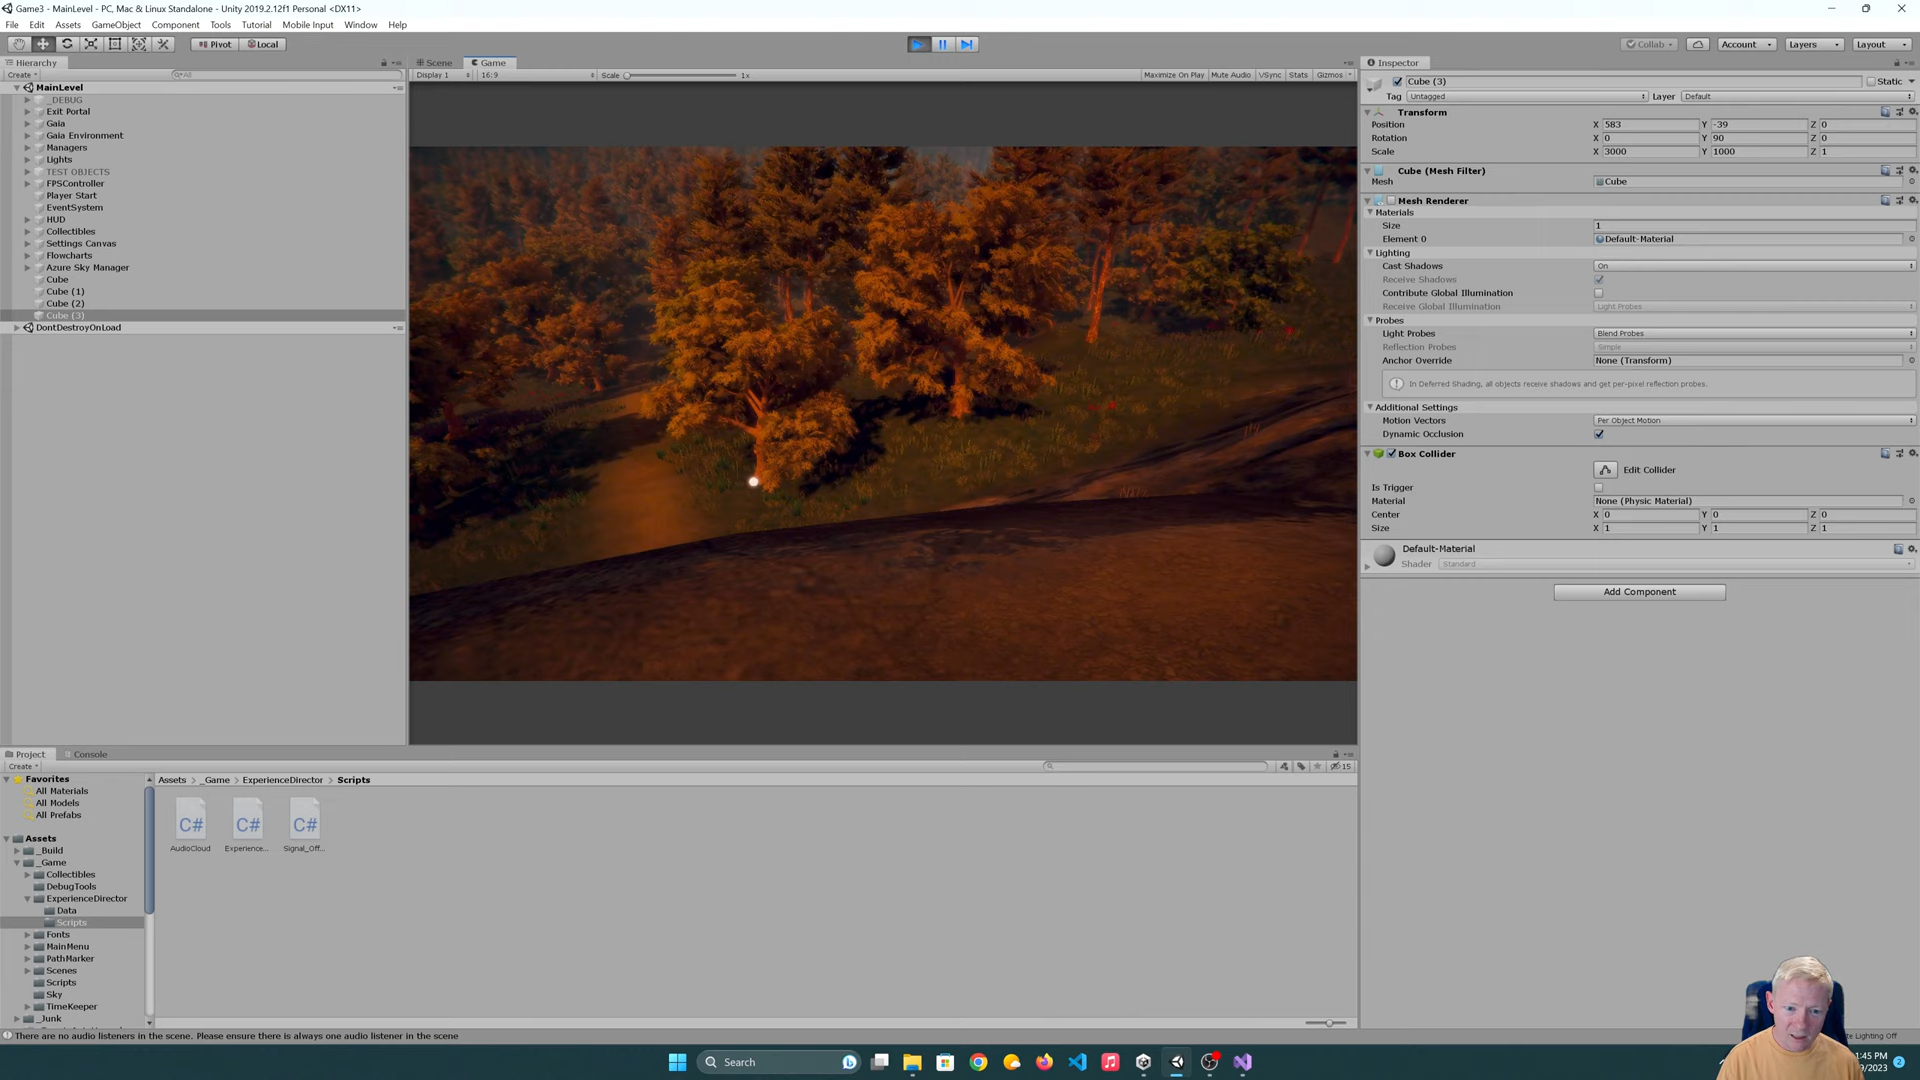 Game3 - MainLevel - PC, Mac & Linux Standalone - Unity 2019.2.12f1 Personal <DX11>
File Edit Assets GameObject Component Tools Tutorial Mobile Input Window Help
Pivot Local Collab Account Layers Layout
Hierarchy
Create All
MainLevel
_DEBUG
Exit Portal
Gaia
Gaia Environment
Managers
Lights
TEST OBJECTS
FPSController
Player Start
EventSystem
HUD
Collectibles
Settings Canvas
Flowcharts
Azure Sky Manager
Cube
Cube (1)
Cube (2)
Cube (3)
DontDestroyOnLoad
Scene Game
Display 1 16:9 Scale 1x Maximize On Play Mute Audio VSync Stats Gizmos
Inspector
Cube (3) Static
Tag Untagged Layer Default
Transform
Position X 583 Y -39 Z 0
Rotation X 0 Y 90 Z 0
Scale X 3000 Y 1000 Z 1
Cube (Mesh Filter)
Mesh Cube
Mesh Renderer
Materials
Size 1
Element 0 Default-Material
Lighting
Cast Shadows On
Receive Shadows
Contribute Global Illumination
Receive Global Illumination Light Probes
Probes
Light Probes Blend Probes
Reflection Probes Simple
Anchor Override None (Transform)
In Deferred Shading, all objects receive shadows and get per-pixel reflection probes.
Additional Settings
Motion Vectors Per Object Motion
Dynamic Occlusion
Box Collider
Edit Collider
Is Trigger
Material None (Physic Material)
Center X 0 Y 0 Z 0
Size X 1 Y 1 Z 1
Default-Material
Shader Standard
Add Component
Project Console
Create 15
Favorites
All Materials
All Models
All Prefabs
Assets
_Build
_Game
Collectibles
DebugTools
ExperienceDirector
Data
Scripts
Fonts
MainMenu
PathMarker
Scenes
Scripts
Sky
TimeKeeper
_Junk
Assets > _Game > ExperienceDirector > Scripts
C# C# C#
AudioCloud Experience... Signal_Off...
There are no audio listeners in the scene. Please ensure there is always one audio listener in the scene
Lighting Off
Search
1:45 PM
/2023
2